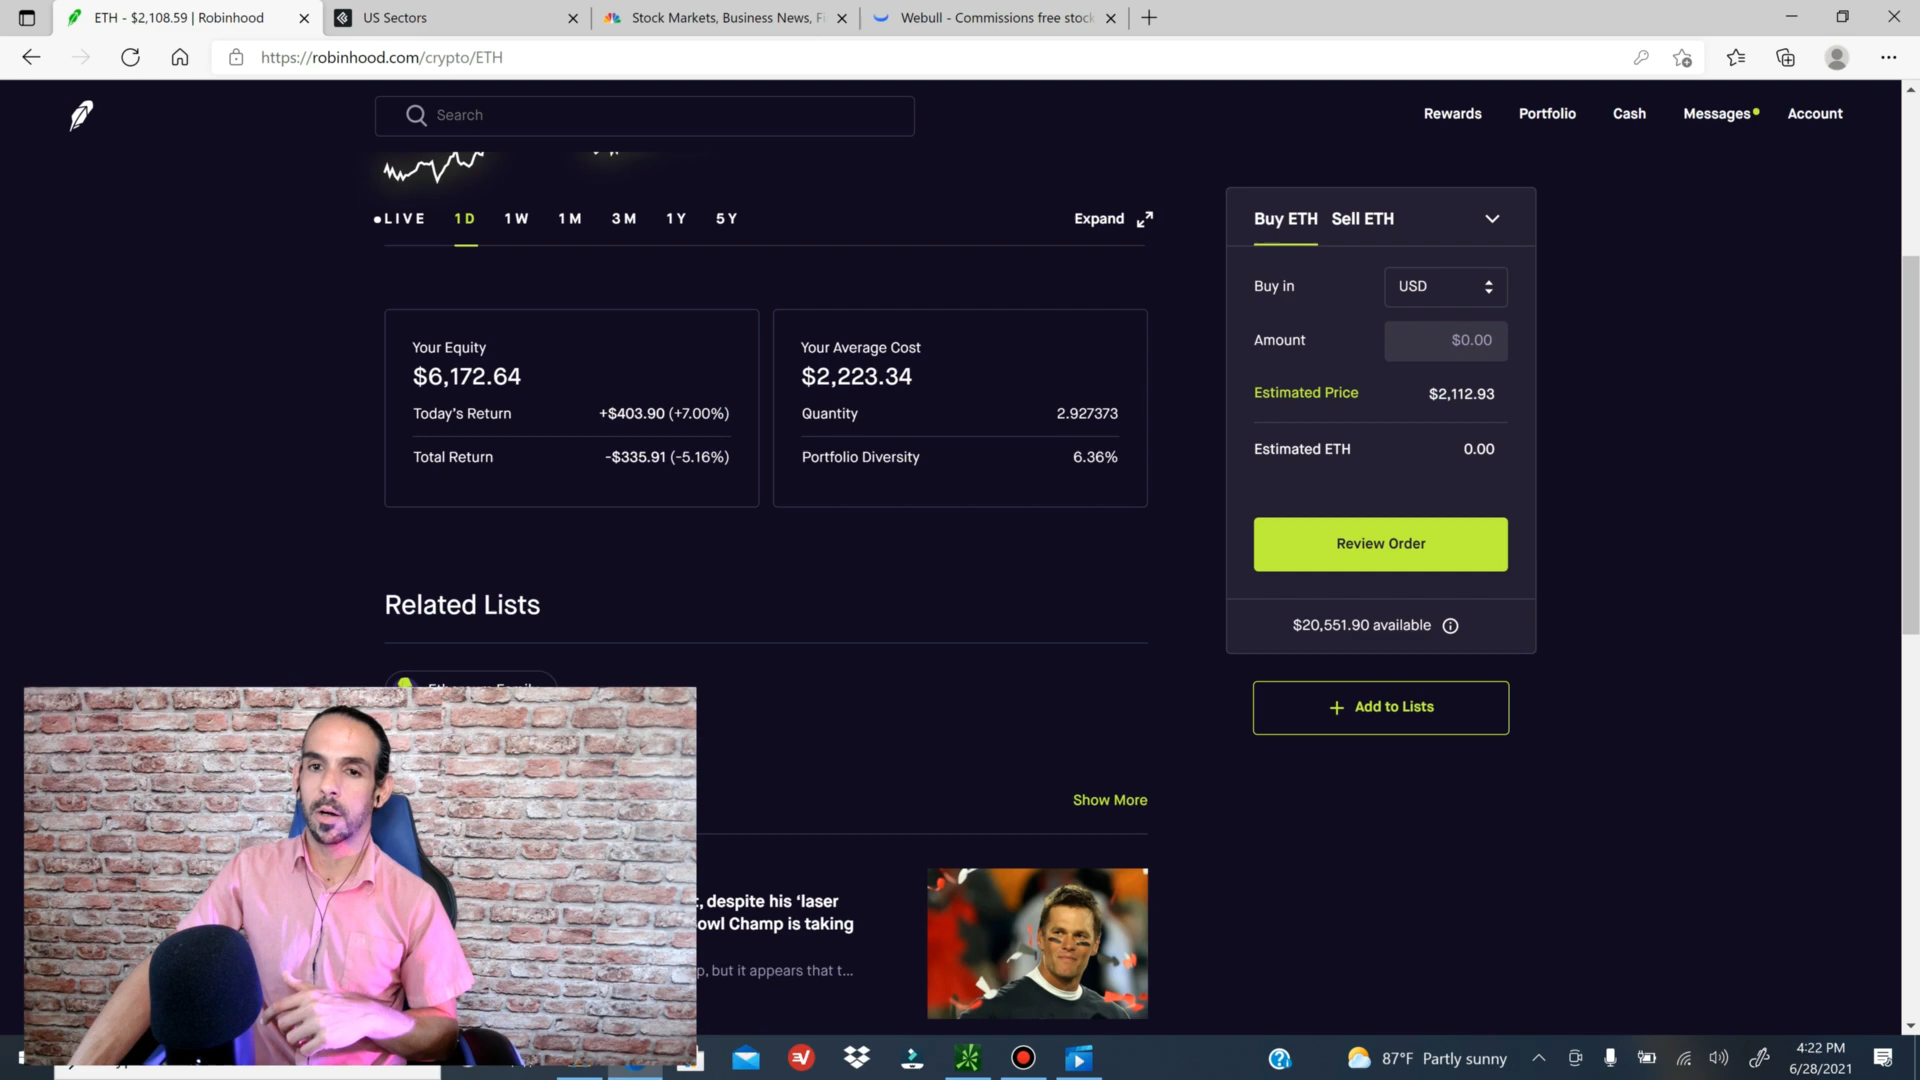 ETH - $2,108.59 | Robinhood
US Sectors
Stock Markets, Business News, Fi
Webull - Commissions free stock
https://robinhood.com/crypto/ETH
Search
Rewards
Portfolio
Cash
Messages
Account
LIVE 1D 1W 1M 3M 1Y 5Y
Expand
Your Equity
$6,172.64
Today's Return +$403.90 (+7.00%)
Total Return -$335.91 (-5.16%)
Your Average Cost
$2,223.34
Quantity 2.927373
Portfolio Diversity 6.36%
Buy ETH Sell ETH
Buy in USD
Amount $0.00
Estimated Price $2,112.93
Estimated ETH 0.00
Review Order
$20,551.90 available
+ Add to Lists
Related Lists
Show More
, despite his ‘laser
owl Champ is taking
p, but it appears that t...
87°F Partly sunny
4:22 PM
6/28/2021